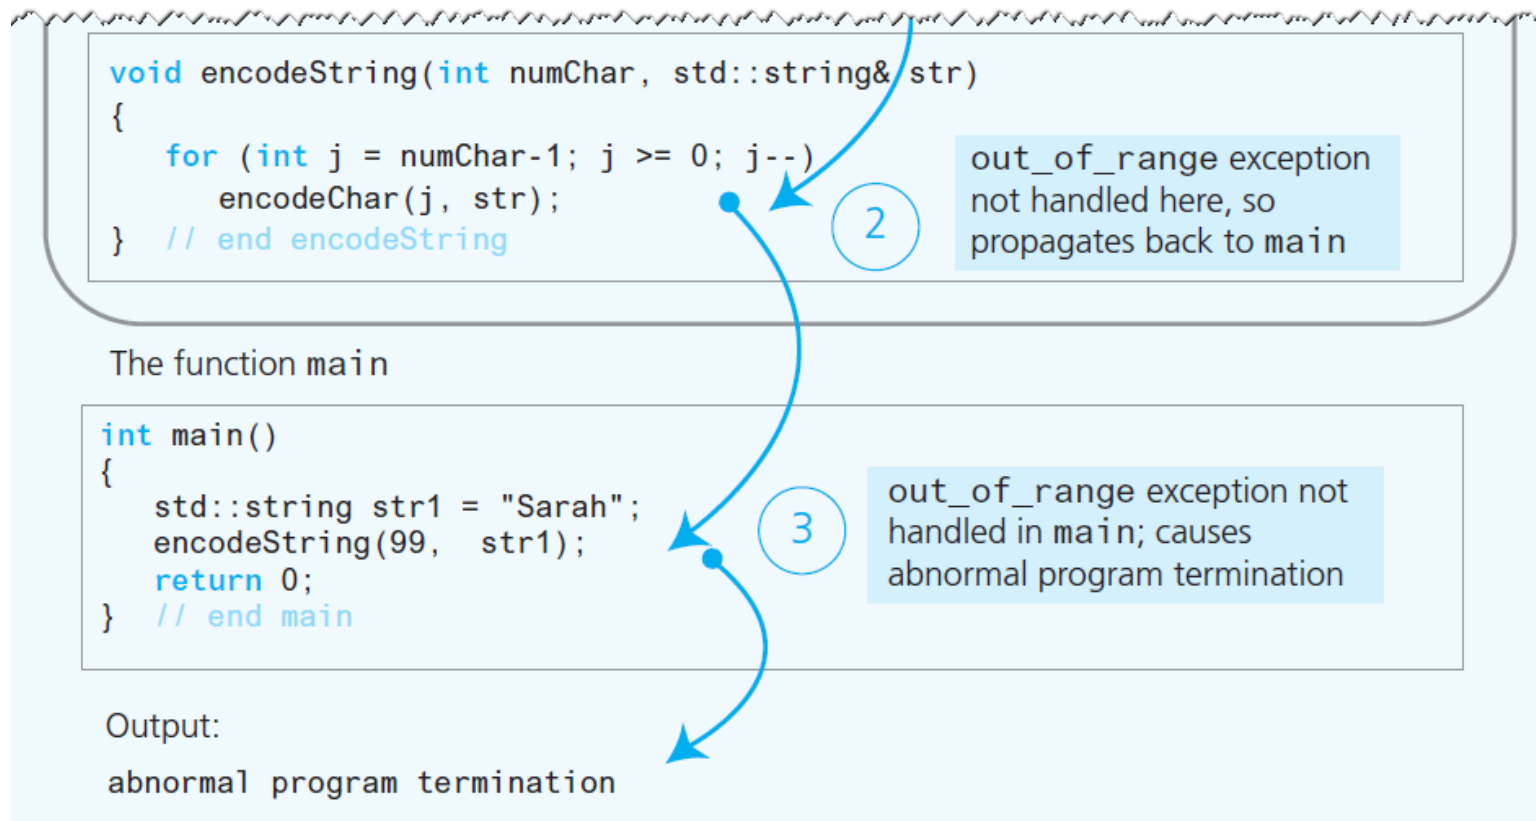 void encodeString(int numChar, std::string& str)
{
for (int j = numChar-1; j >= 0; j--)
encodeChar(j, str);
} // end encodeString
2
out_of_range exception
not handled here, so
propagates back to main
The function main
int main()
{
std::string str1 = "Sarah";
encodeString(99, str1);
return 0;
} // end main
3
out_of_range exception not
handled in main; causes
abnormal program termination
Output:
abnormal program termination